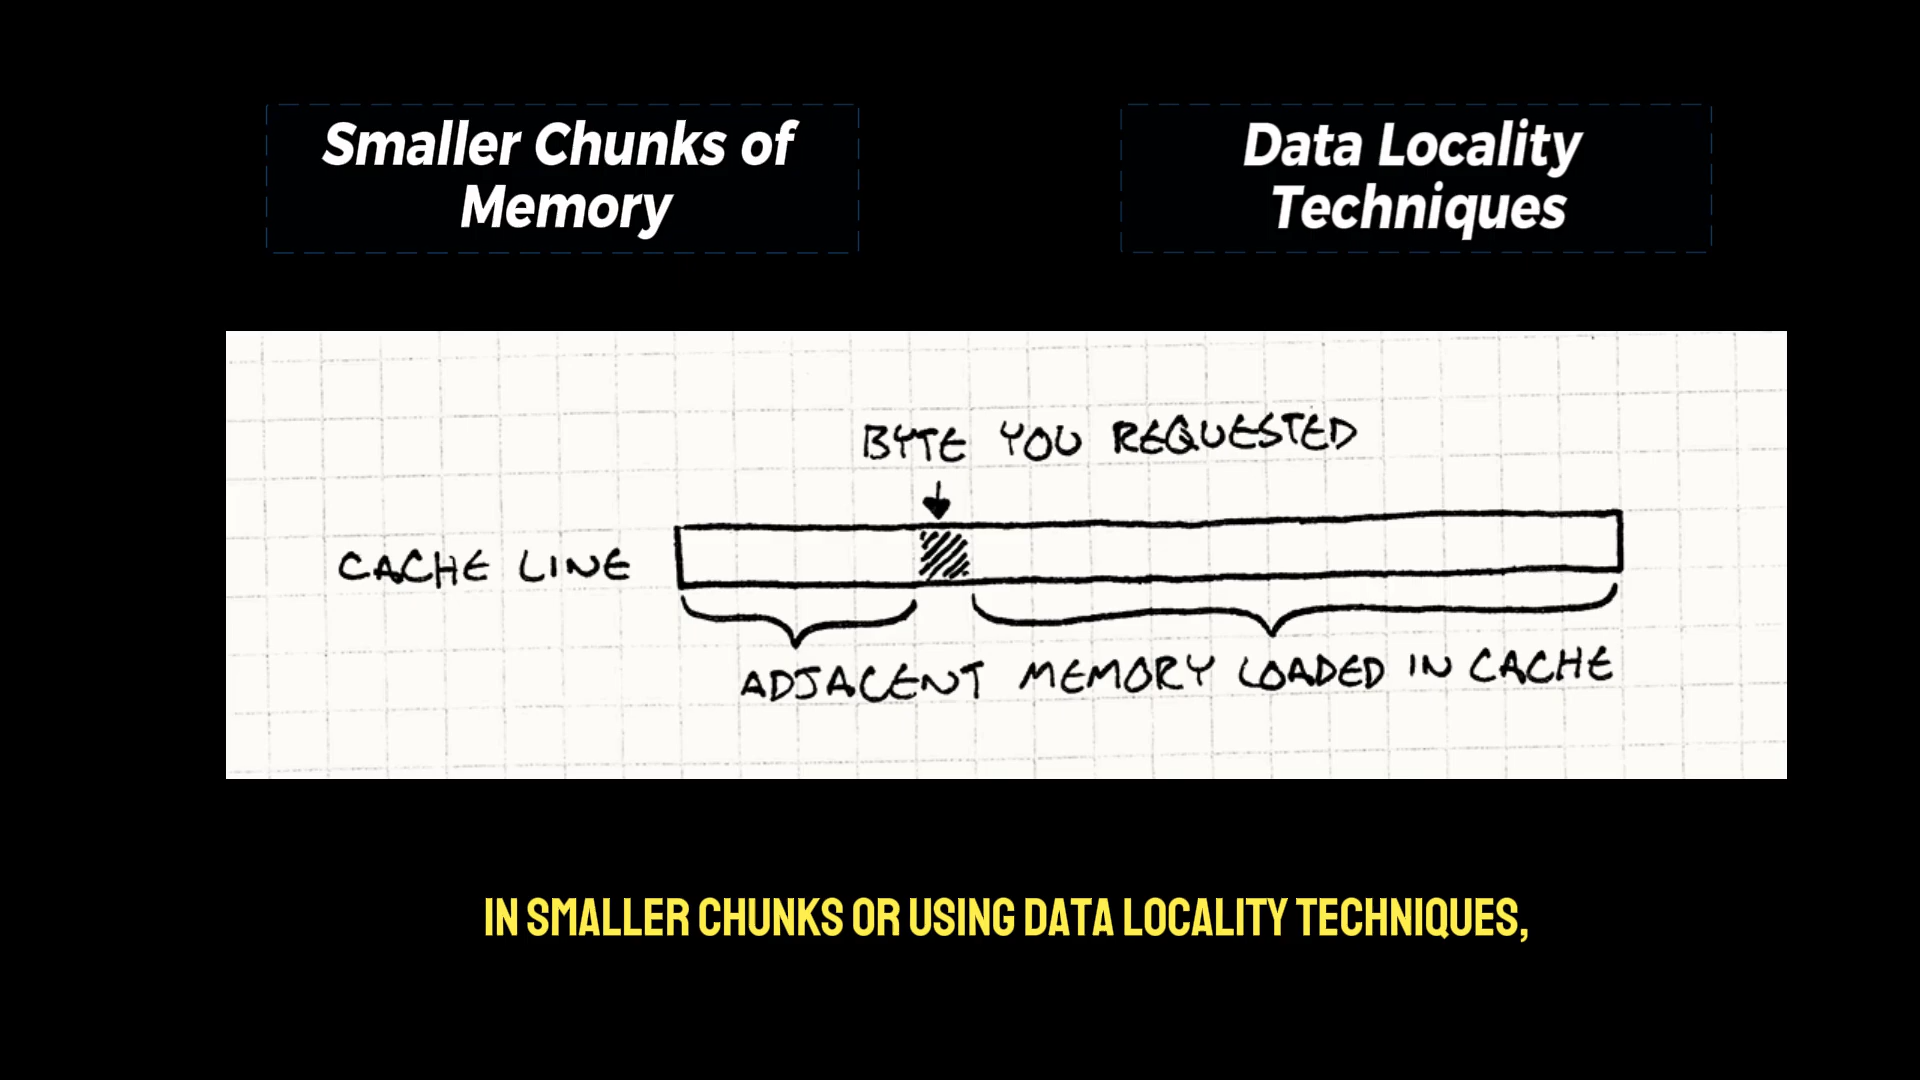 Smaller Chunks of
Memory
Data Locality
Techniques
BYTE YOU REQUESTED
CACHE LINE
ADJACENT MEMORY LOADED IN CACHE
IN SMALLER CHUNKS OR USING DATA LOCALITY TECHNIQUES,